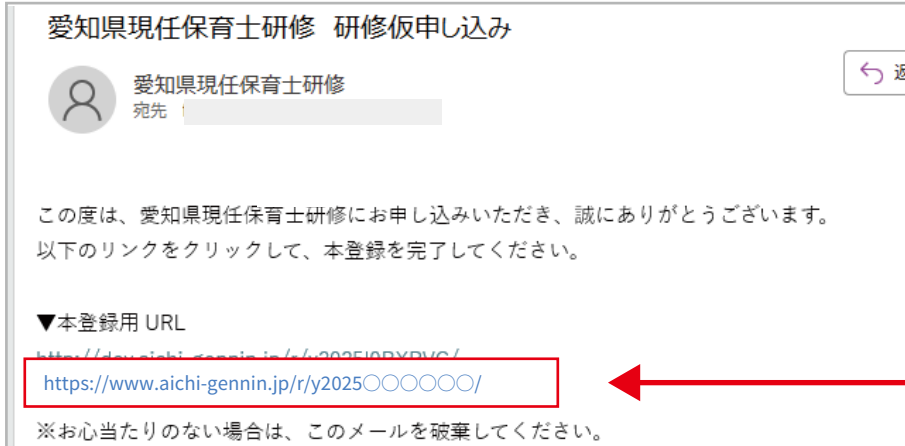 愛知県現任保育士研修 研修仮申し込み
愛知県現任保育士研修
宛先
返
この度は、愛知県現任保育士研修にお申し込みいただき、誠にありがとうございます。
以下のリンクをクリックして、本登録を完了してください。
▼本登録用 URL
https://www.aichi-gennin.jp/r/y2025○○○○○○/
※お心当たりのない場合は、このメールを破棄してください。